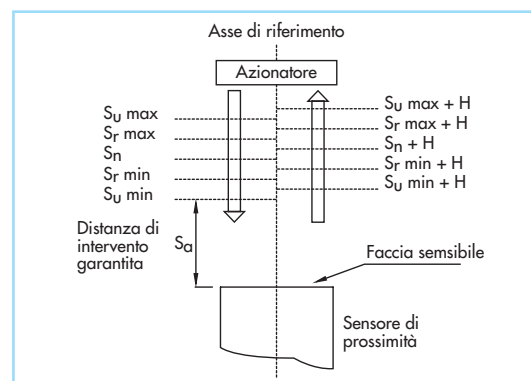 Asse di riferimento
Azionatore
Su max
Sr max
Sn
Sr min
Su min
Su max + H
Sr max + H
Sn + H
Sr min + H
Su min + H
Distanza di
intervento
garantita
Sa
Faccia semsibile
Sensore di
prossimità